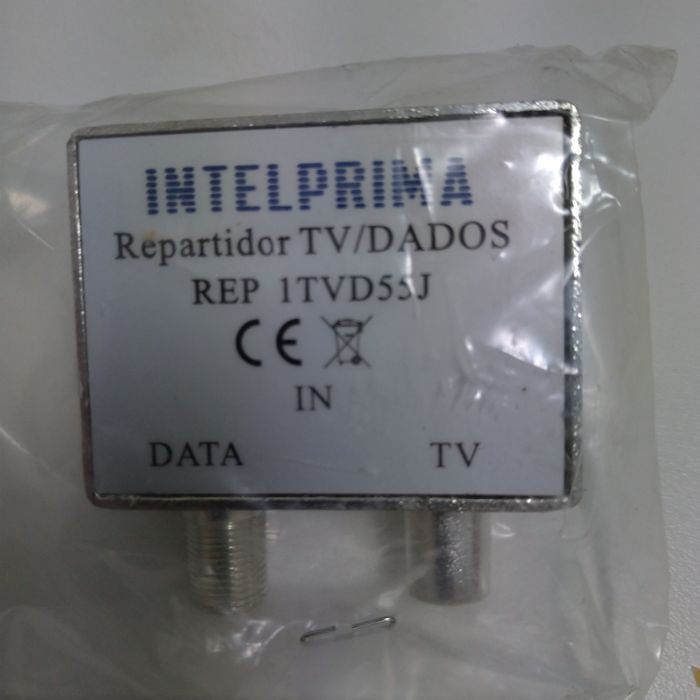 INTELPRIMA
Repartidor TV/DADOS
REP 1TVD55J
CE
IN
DATA TV